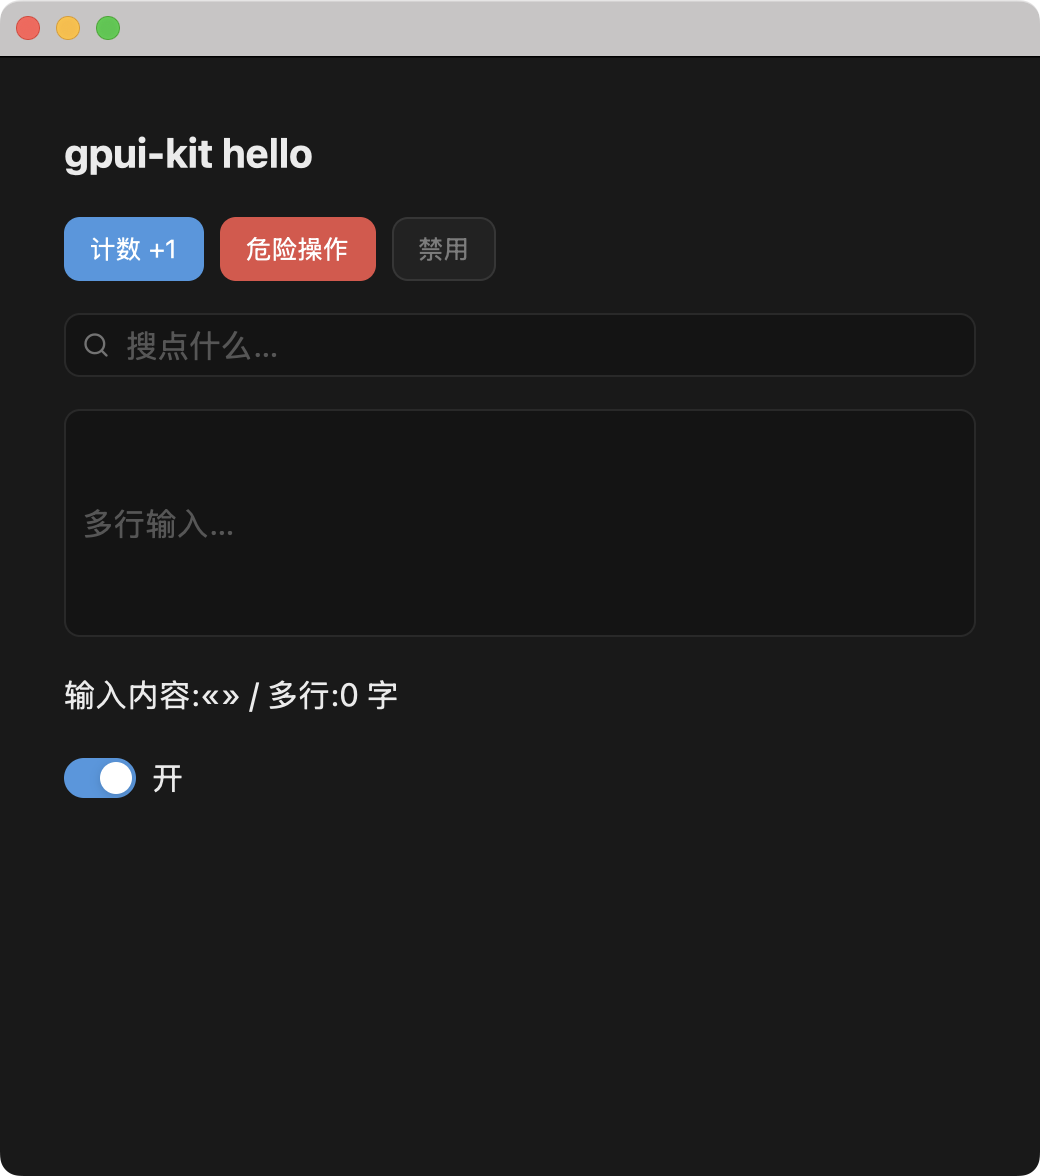 gpui-kit hello
计数 +1 危险操作 禁用
搜点什么...
多行输入...
输入内容:«» / 多行:0 字
开